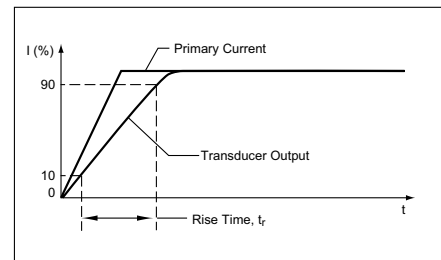 I (%)
Primary Current
90
Transducer Output
10
0
t
Rise Time, tr